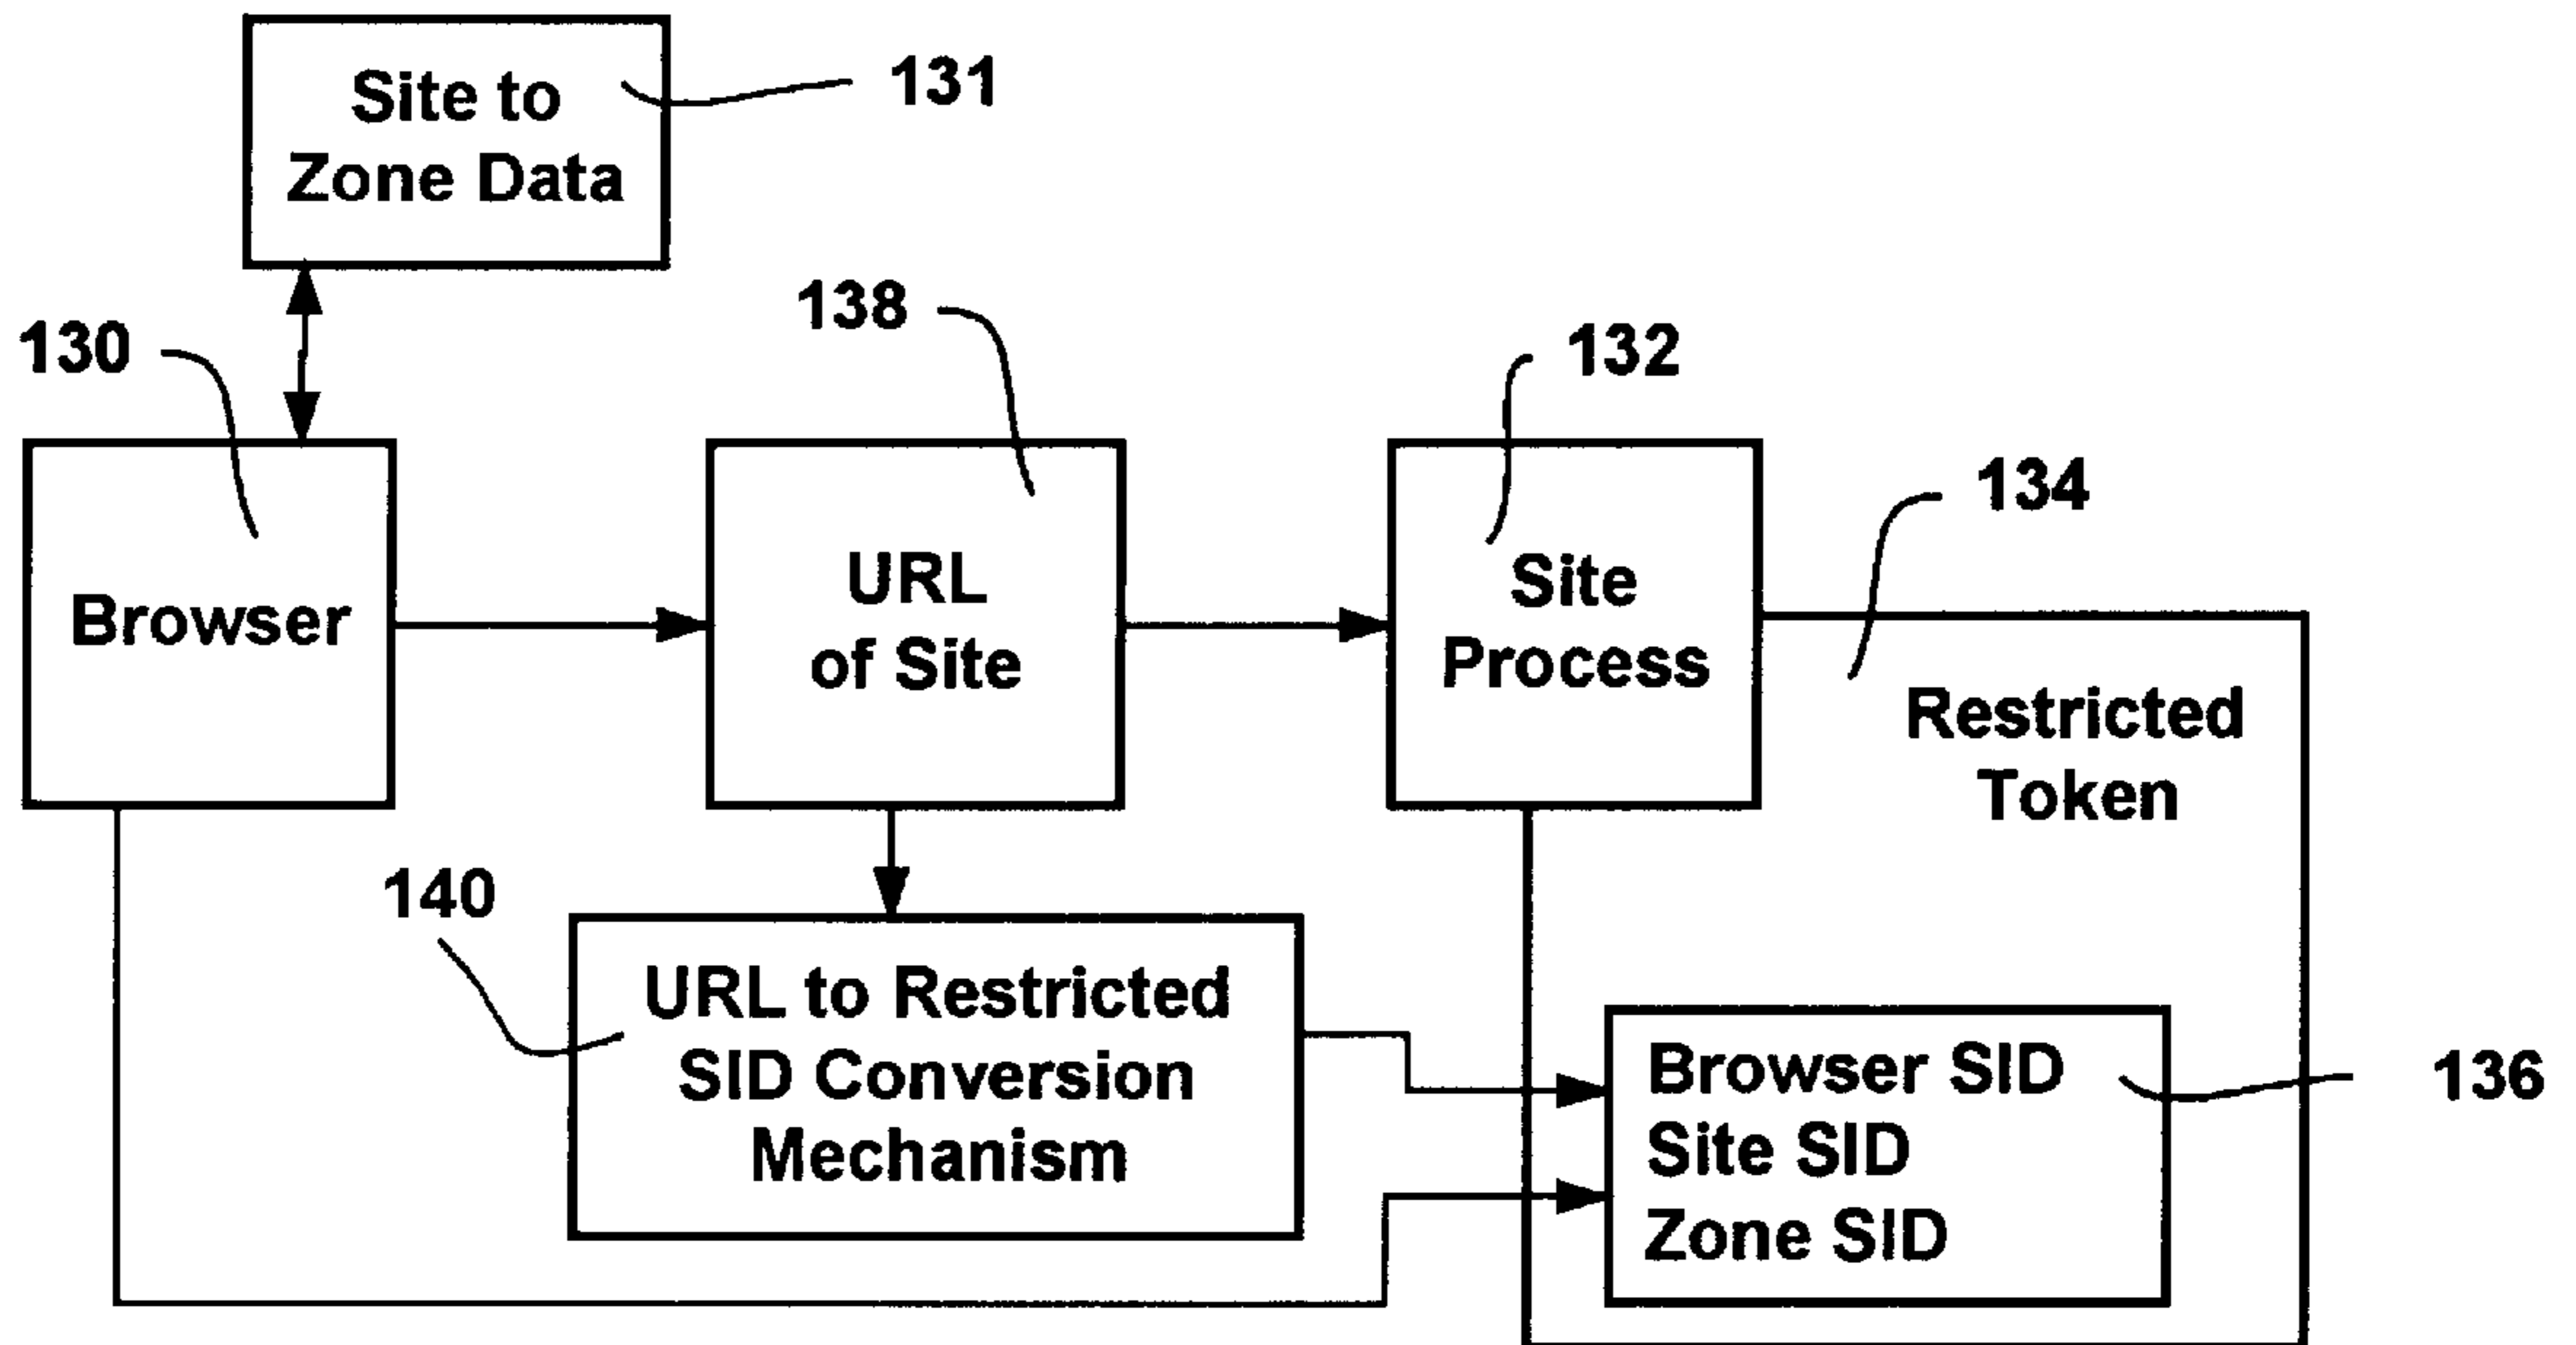 Site to
Zone Data
131
130
138
132
134
Browser
URL
of Site
Site
Process
Restricted
Token
140
URL to Restricted
SID Conversion
Mechanism
Browser SID
Site SID
Zone SID
136